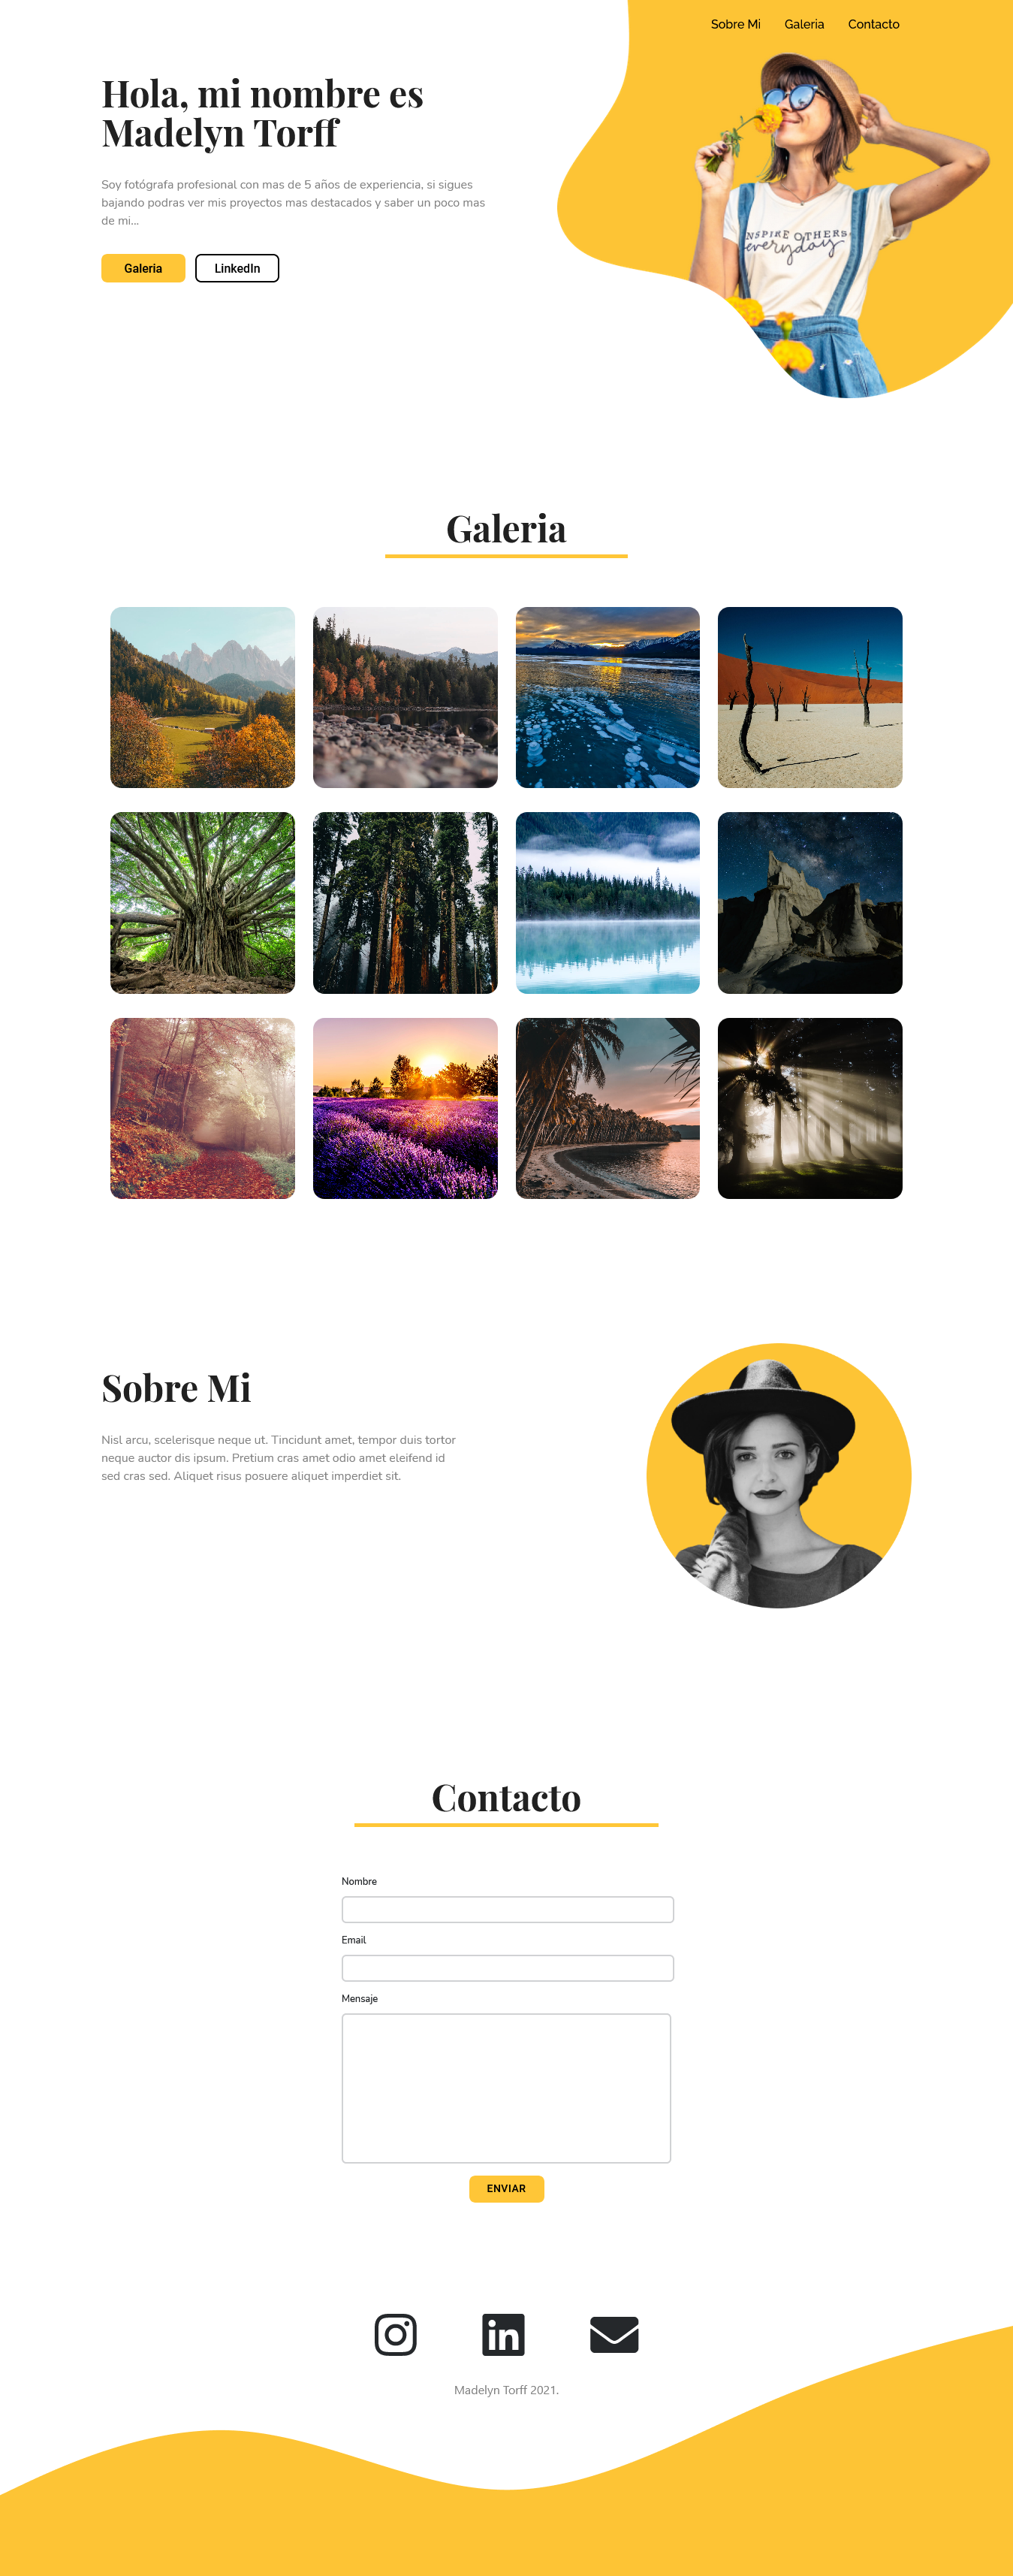 Sobre Mi Galeria Contacto
Hola, mi nombre es
Madelyn Torff
Soy fotógrafa profesional con mas de 5 años de experiencia, si sigues
bajando podras ver mis proyectos mas destacados y saber un poco mas
de mi...
Galeria LinkedIn
NSPIRE OTHERS
everyday
Galeria
Sobre Mi
Nisl arcu, scelerisque neque ut. Tincidunt amet, tempor duis tortor
neque auctor dis ipsum. Pretium cras amet odio amet eleifend id
sed cras sed. Aliquet risus posuere aliquet imperdiet sit.
Contacto
Nombre
Email
Mensaje
ENVIAR
in
Madelyn Torff 2021.